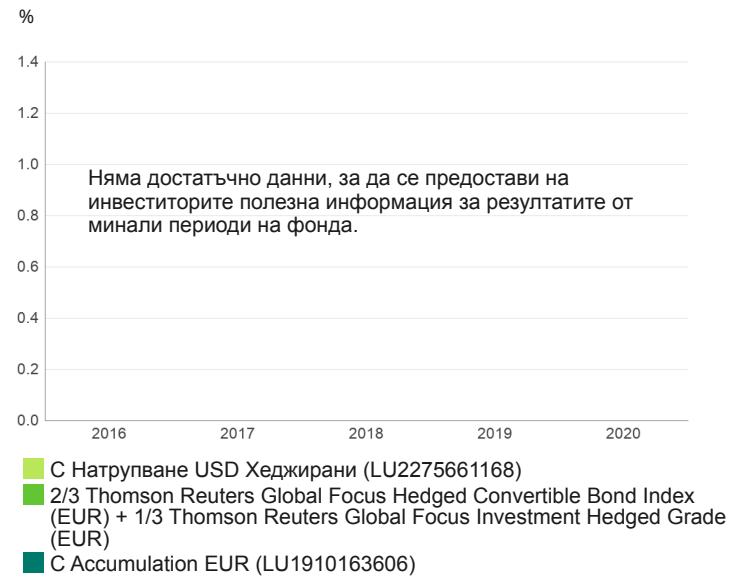 %
1.4
1.2
1.0
Няма достатъчно данни, за да се предостави на
инвеститорите полезна информация за резултатите от
0.8
минали периоди на фонда.
0.6
0.4
0.2
0.0
2016 2017 2018 2019 2020
C Натрупване USD Хеджирани (LU2275661168)
2/3 Thomson Reuters Global Focus Hedged Convertible Bond Index
(EUR) + 1/3 Thomson Reuters Global Focus Investment Hedged Grade
(EUR)
C Accumulation EUR (LU1910163606)